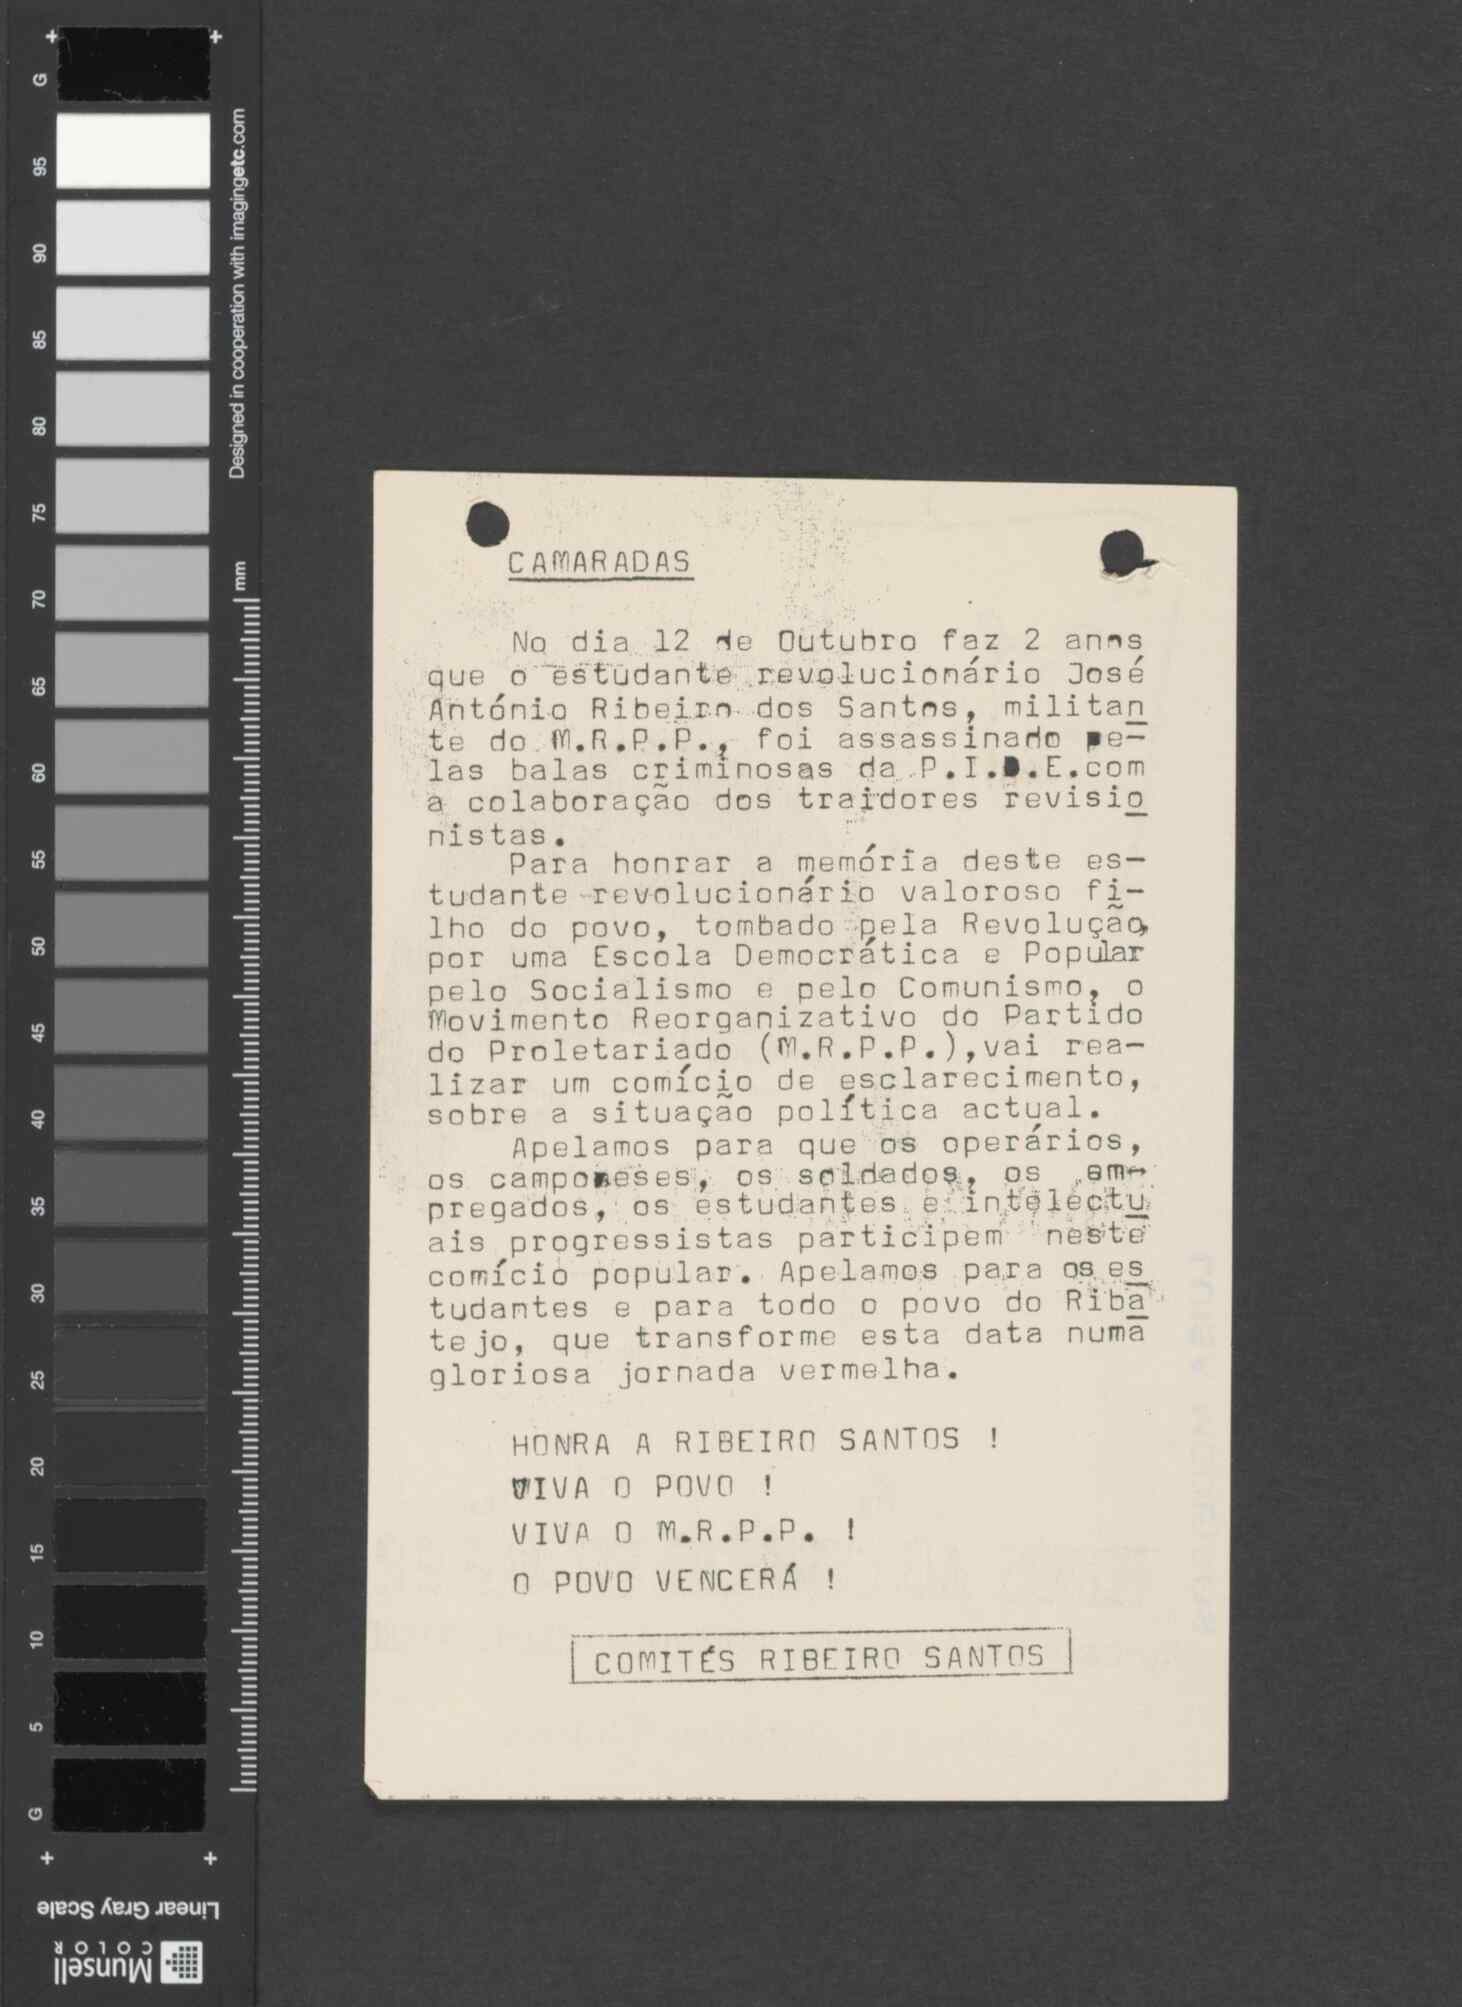 CAMARADAS
No dia 12 de Outubro faz 2 anos
que o estudante revolucionário José
António Ribeiro dos Santos, militan
te do M.R.P.P., foi assassinado pe-
las balas criminosas da P.I.D.E.com
a colaboração dos traidores revisio
nistas.
Para honrar a memória deste es-
tudante revolucionário valoroso fi-
lho do povo, tombado pela Revolução,
por uma Escola Democrática e Popular
pelo Socialismo e pelo Comunismo, o
Movimento Reorganizativo do Partido
do Proletariado (M.R.P.P.),vai rea-
lizar um comício de esclarecimento,
sobre a situação política actual.
Apelamos para que os operários,
os camponeses, os soldados, os em-
pregados, os estudantes e intelectu
ais progressistas participem neste
comício popular. Apelamos para os es
tudantes e para todo o povo do Riba
tejo, que transforme esta data numa
gloriosa jornada vermelha.
HONRA A RIBEIRO SANTOS !
VIVA O POVO !
VIVA O M.R.P.P. !
O POVO VENCERÁ !
COMITÉS RIBEIRO SANTOS
G
95
90
85
80
75
70
65
60
55
50
45
40
35
30
25
20
15
10
5
G
Designed in cooperation with imagingetc.com
mm
Linear Gray Scale
Munsell
COLOR